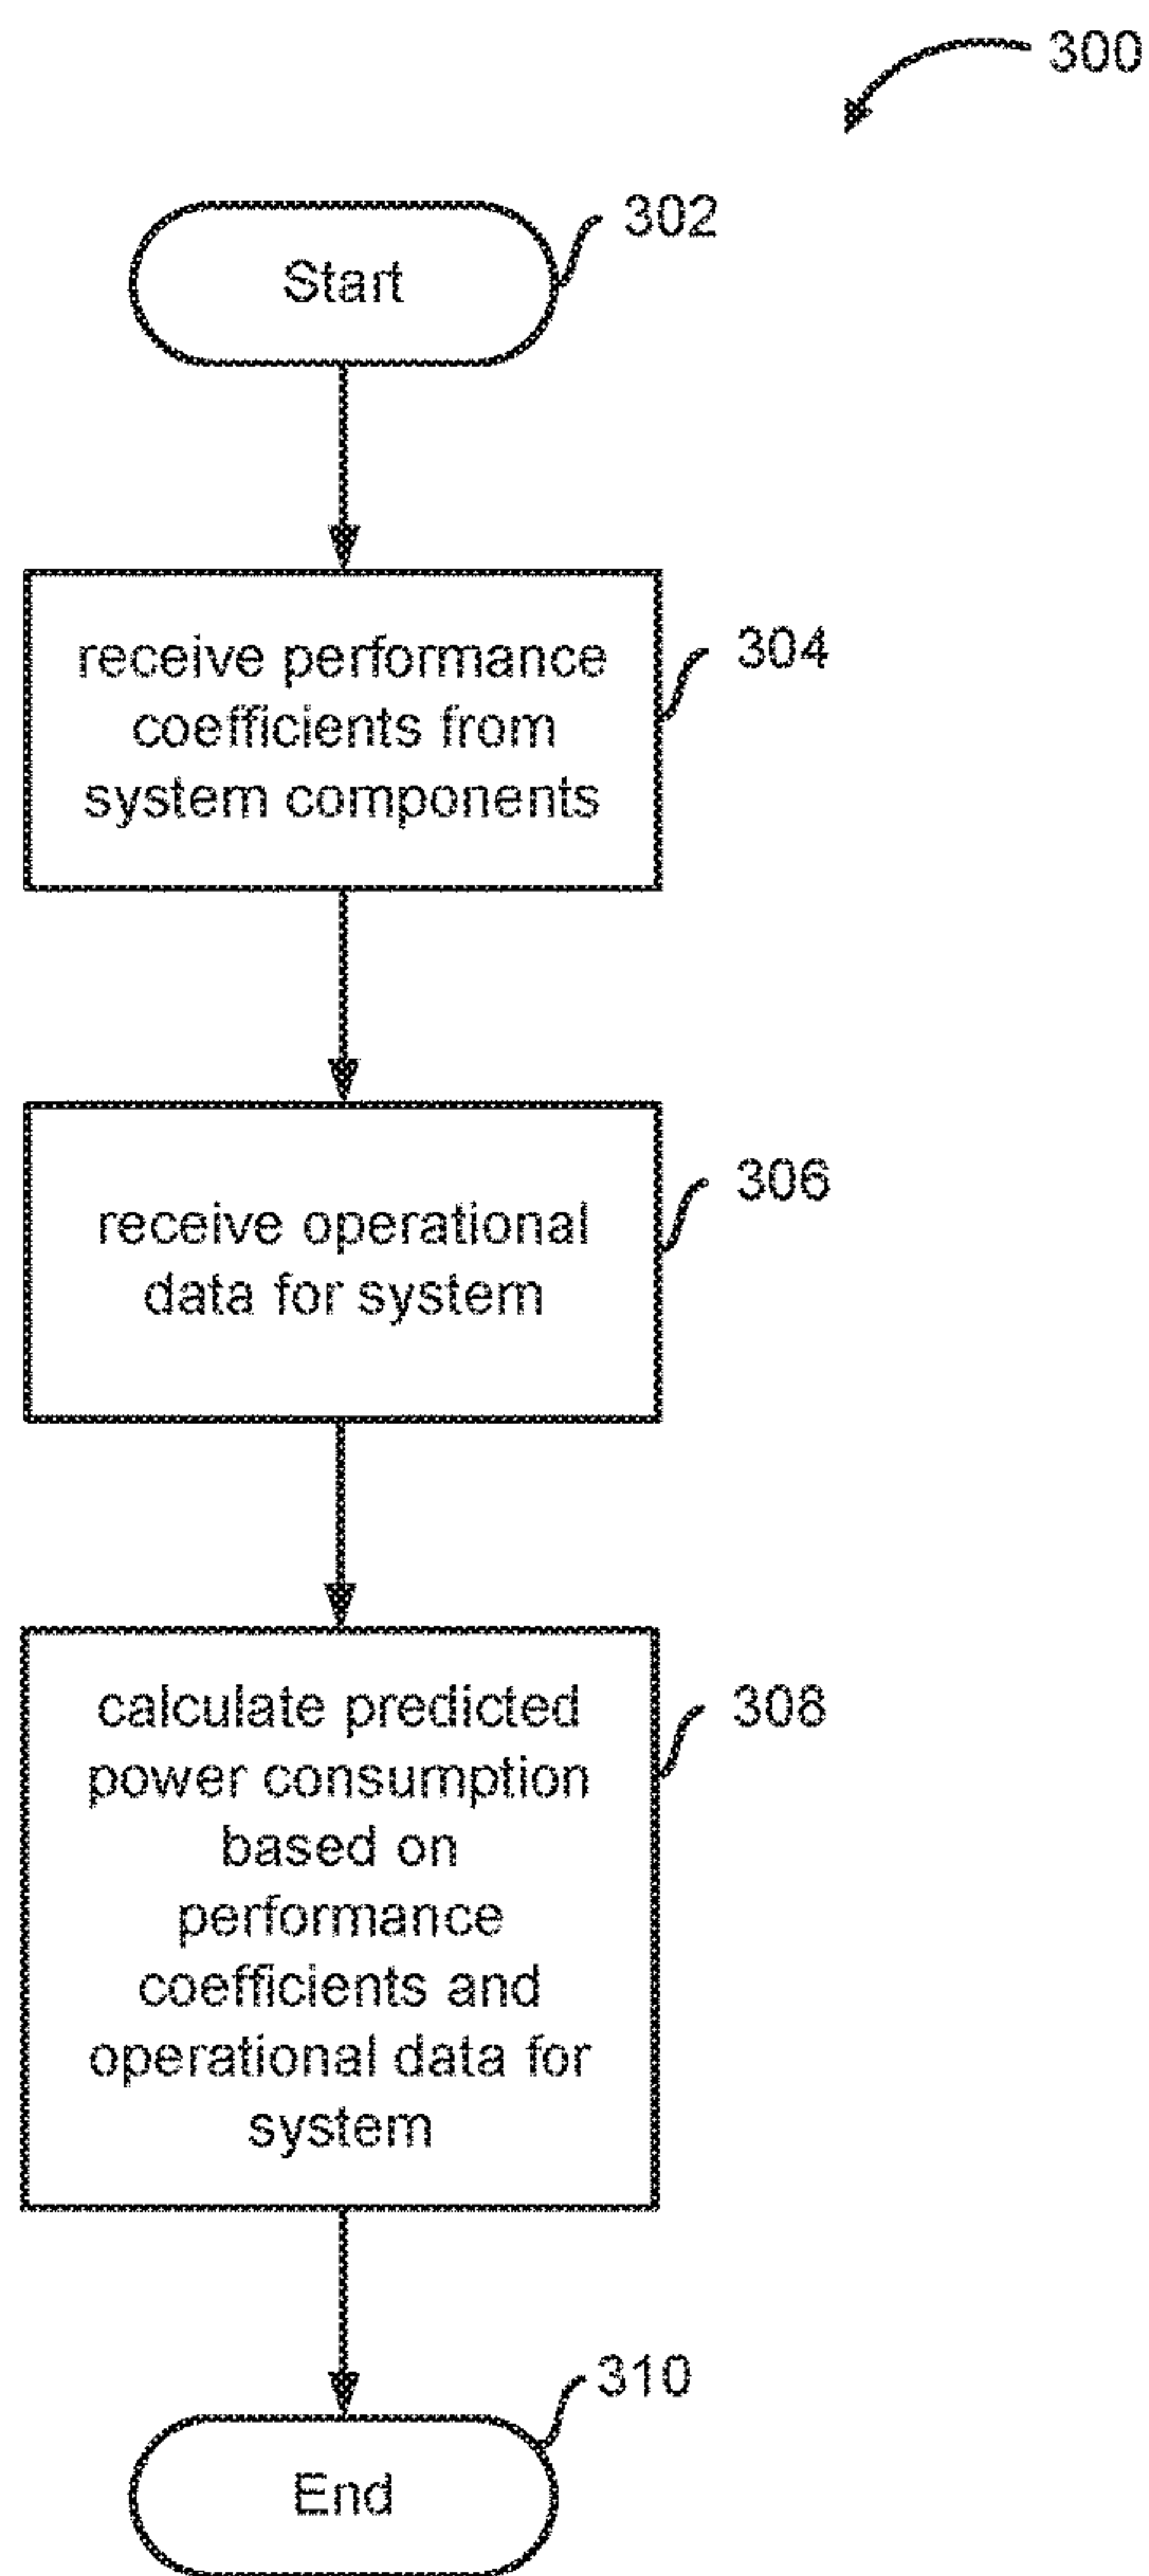 300
302
Start
304
receive performance
coefficients from
system components
306
receive operational
data for system
308
calculate predicted
power consumption
based on
performance
coefficients and
operational data for
system
310
End